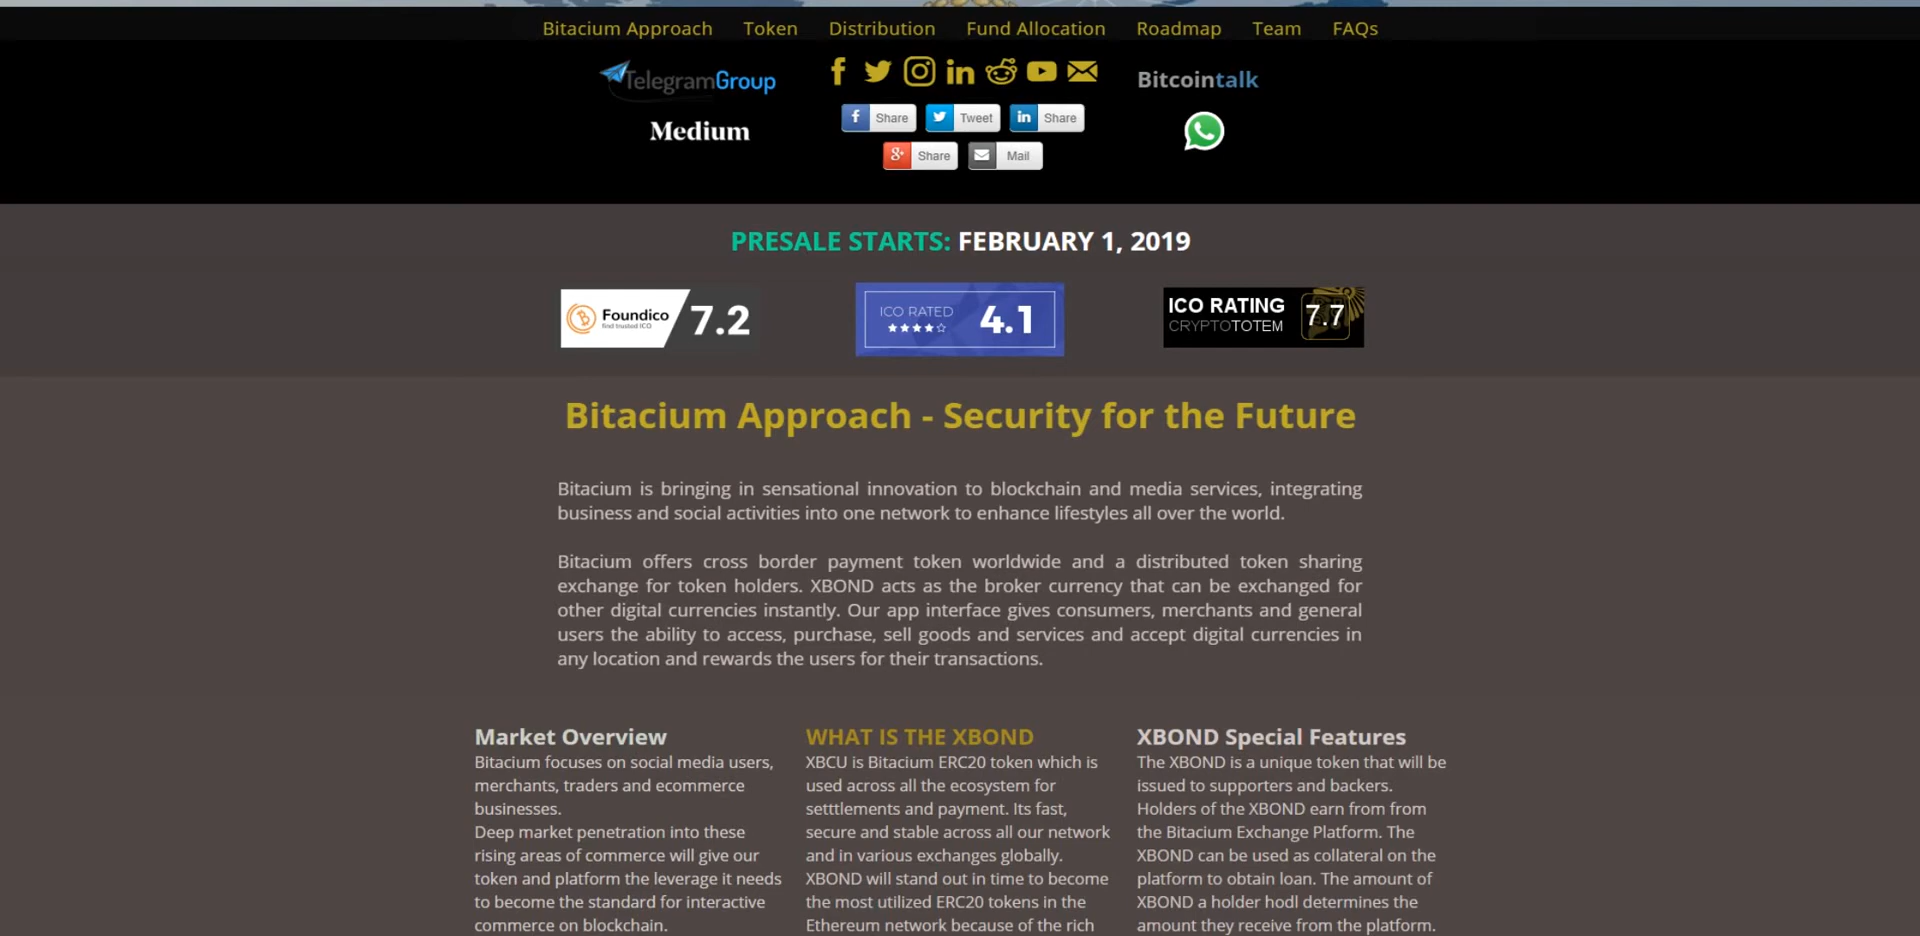 Bitacium Approach Token Distribution Fund Allocation Roadmap Team FAQs
TelegramGroup
Medium
Share Tweet Share
Share Mail
Bitcointalk
PRESALE STARTS: FEBRUARY 1, 2019
Foundico
find trusted ICO
7.2
ICO RATED
4.1
ICO RATING
CRYPTOTOTEM
7.7
Bitacium Approach - Security for the Future
Bitacium is bringing in sensational innovation to blockchain and media services, integrating
business and social activities into one network to enhance lifestyles all over the world.
Bitacium offers cross border payment token worldwide and a distributed token sharing
exchange for token holders. XBOND acts as the broker currency that can be exchanged for
other digital currencies instantly. Our app interface gives consumers, merchants and general
users the ability to access, purchase, sell goods and services and accept digital currencies in
any location and rewards the users for their transactions.
Market Overview
Bitacium focuses on social media users,
merchants, traders and ecommerce
businesses.
Deep market penetration into these
rising areas of commerce will give our
token and platform the leverage it needs
to become the standard for interactive
commerce on blockchain.
WHAT IS THE XBOND
XBCU is Bitacium ERC20 token which is
used across all the ecosystem for
setttlements and payment. Its fast,
secure and stable across all our network
and in various exchanges globally.
XBOND will stand out in time to become
the most utilized ERC20 tokens in the
Ethereum network because of the rich
XBOND Special Features
The XBOND is a unique token that will be
issued to supporters and backers.
Holders of the XBOND earn from from
the Bitacium Exchange Platform. The
XBOND can be used as collateral on the
platform to obtain loan. The amount of
XBOND a holder hodl determines the
amount they receive from the platform.